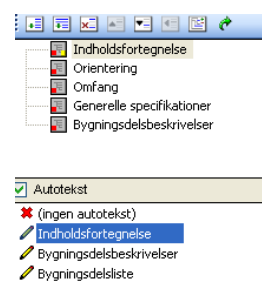 Indholdsfortegnelse
Orientering
Omfang
Generelle specifikationer
Bygningsdelsbeskrivelser
Autotekst
(ingen autotekst)
Indholdsfortegnelse
Bygningsdelsbeskrivelser
Bygningsdelsliste